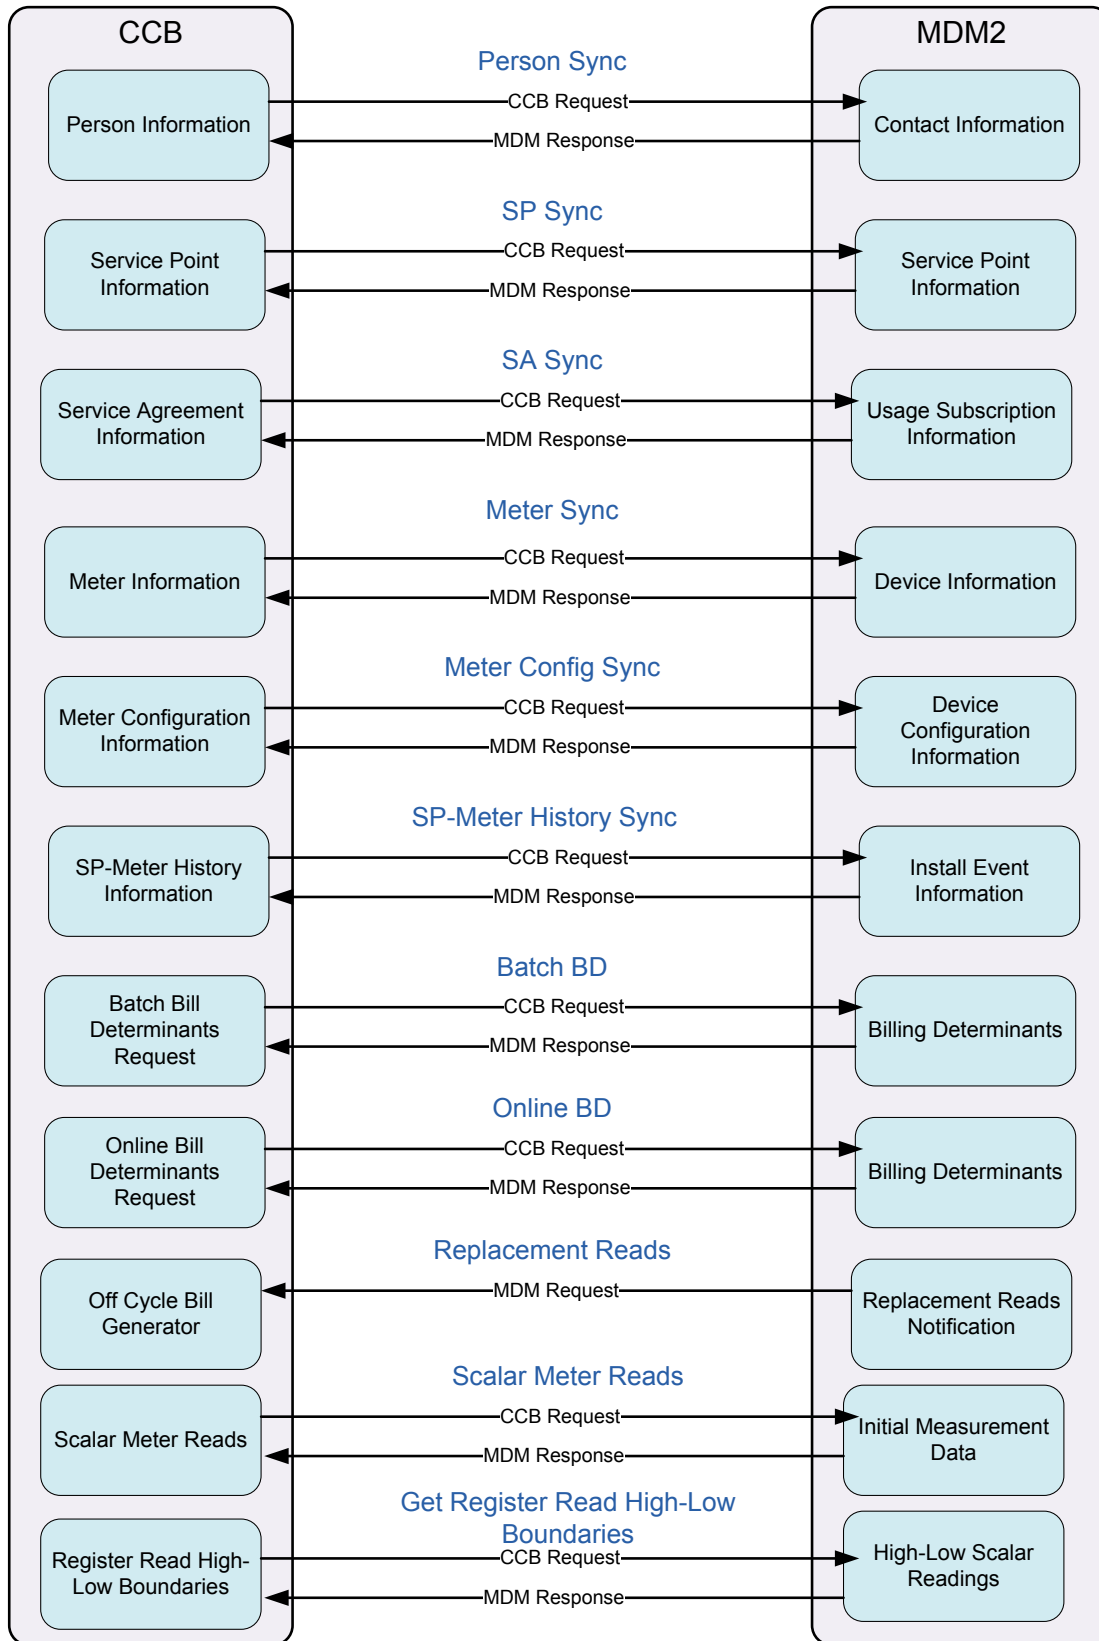 CCB
MDM2
Person Sync
Person Information
CCB Request
MDM Response
Contact Information
SP Sync
Service Point
Information
CCB Request
MDM Response
Service Point
Information
SA Sync
Service Agreement
Information
CCB Request
MDM Response
Usage Subscription
Information
Meter Sync
Meter Information
CCB Request
MDM Response
Device Information
Meter Config Sync
Meter Configuration
Information
CCB Request
MDM Response
Device
Configuration
Information
SP-Meter History Sync
SP-Meter History
Information
CCB Request
MDM Response
Install Event
Information
Batch BD
Batch Bill
Determinants
Request
CCB Request
MDM Response
Billing Determinants
Online BD
Online Bill
Determinants
Request
CCB Request
MDM Response
Billing Determinants
Replacement Reads
Off Cycle Bill
Generator
MDM Request
Replacement Reads
Notification
Scalar Meter Reads
Scalar Meter Reads
CCB Request
MDM Response
Initial Measurement
Data
Get Register Read High-Low
Boundaries
Register Read High-
Low Boundaries
CCB Request
MDM Response
High-Low Scalar
Readings